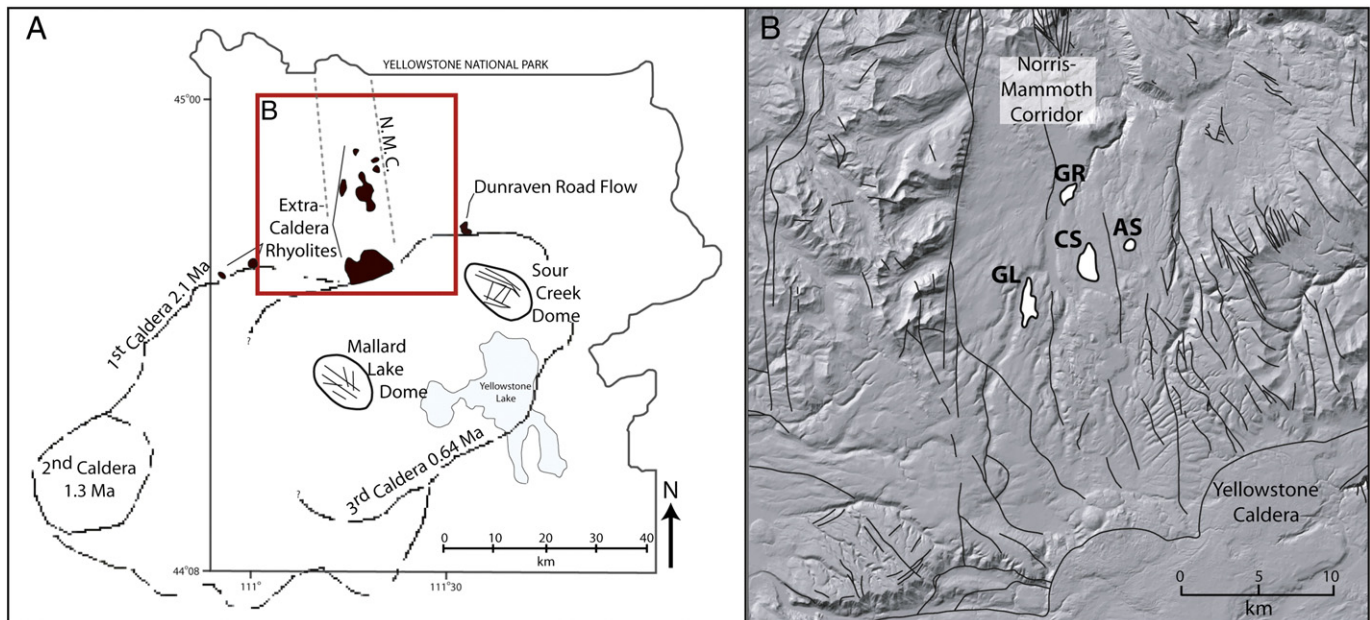 A
YELLOWSTONE NATIONAL PARK
45°00
B
N.M.C.
Dunraven Road Flow
Extra-
Caldera
Rhyolites
1st Caldera 2.1 Ma
?
Sour
Creek
Dome
Mallard
Lake
Dome
Yellowstone
Lake
2nd Caldera
1.3 Ma
?
3rd Caldera 0.64 Ma
N
0 10 20 30 40
km
44°08
111°
111°30
B
Norris-
Mammoth
Corridor
GR
CS
AS
GL
Yellowstone
Caldera
0 5 10
km